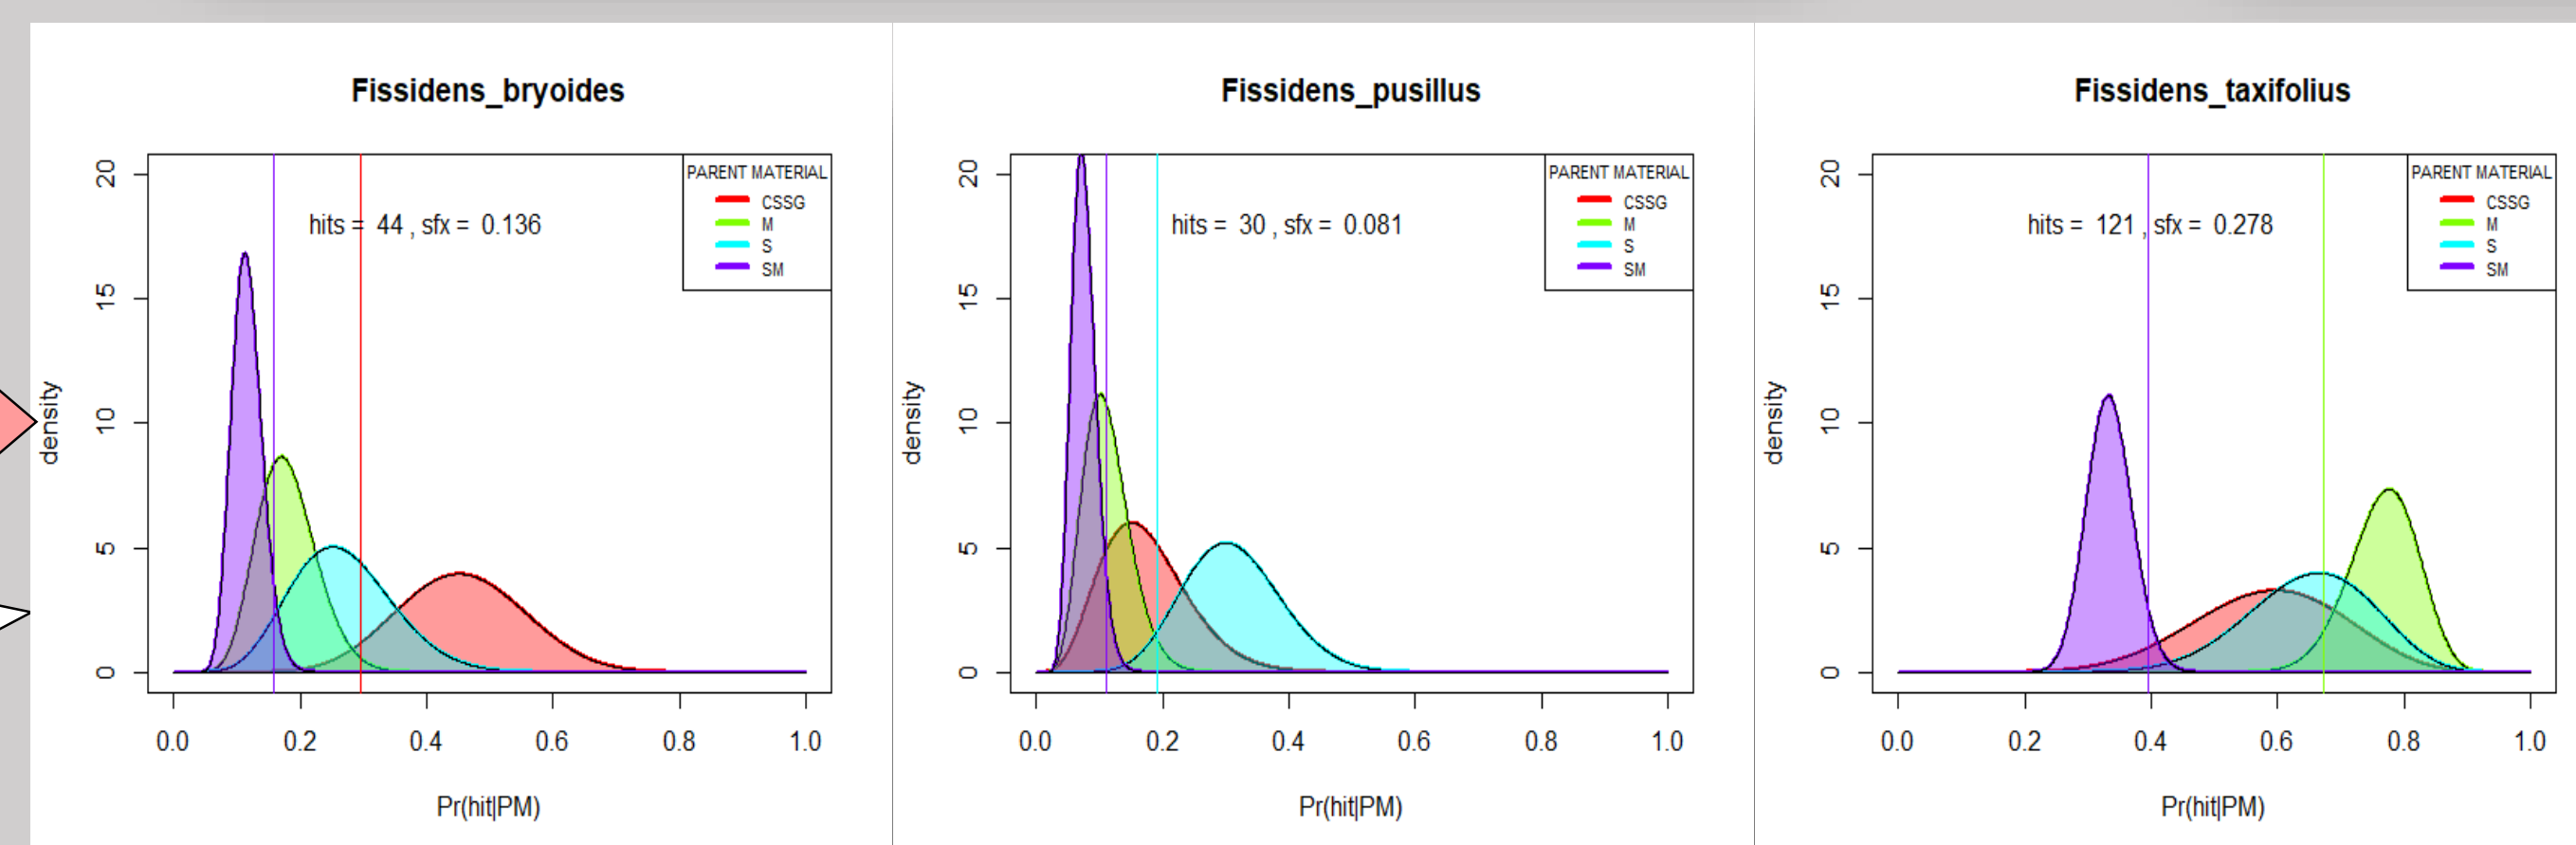 Fissidens_bryoides
PARENT MATERIAL
CSSG
M
S
SM
hits = 44 , sfx = 0.136
density
0
5
10
15
20
0.0 0.2 0.4 0.6 0.8 1.0
Pr(hit|PM)
Fissidens_pusillus
PARENT MATERIAL
CSSG
M
S
SM
hits = 30 , sfx = 0.081
density
0
5
10
15
20
0.0 0.2 0.4 0.6 0.8 1.0
Pr(hit|PM)
Fissidens_taxifolius
PARENT MATERIAL
CSSG
M
S
SM
hits = 121 , sfx = 0.278
density
0
5
10
15
20
0.0 0.2 0.4 0.6 0.8 1.0
Pr(hit|PM)